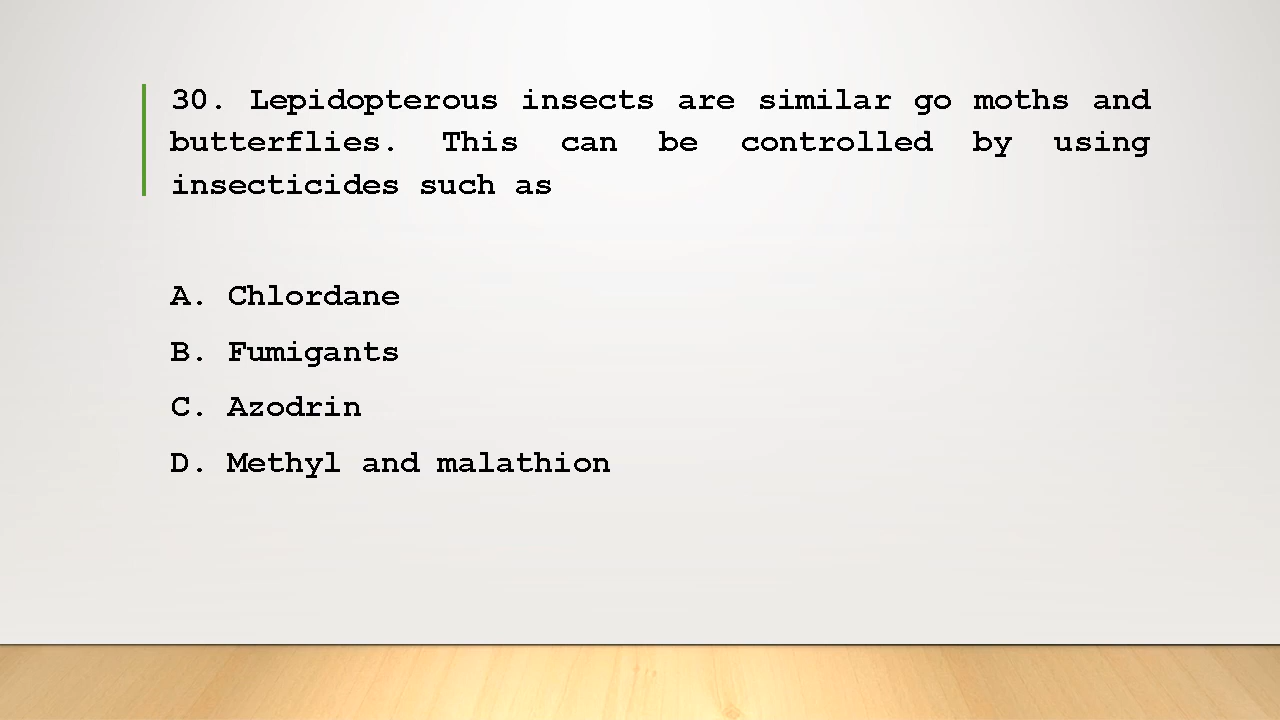 30. Lepidopterous insects are similar go moths and
butterflies. This can be controlled by using
insecticides such as
A. Chlordane
B. Fumigants
C. Azodrin
D. Methyl and malathion